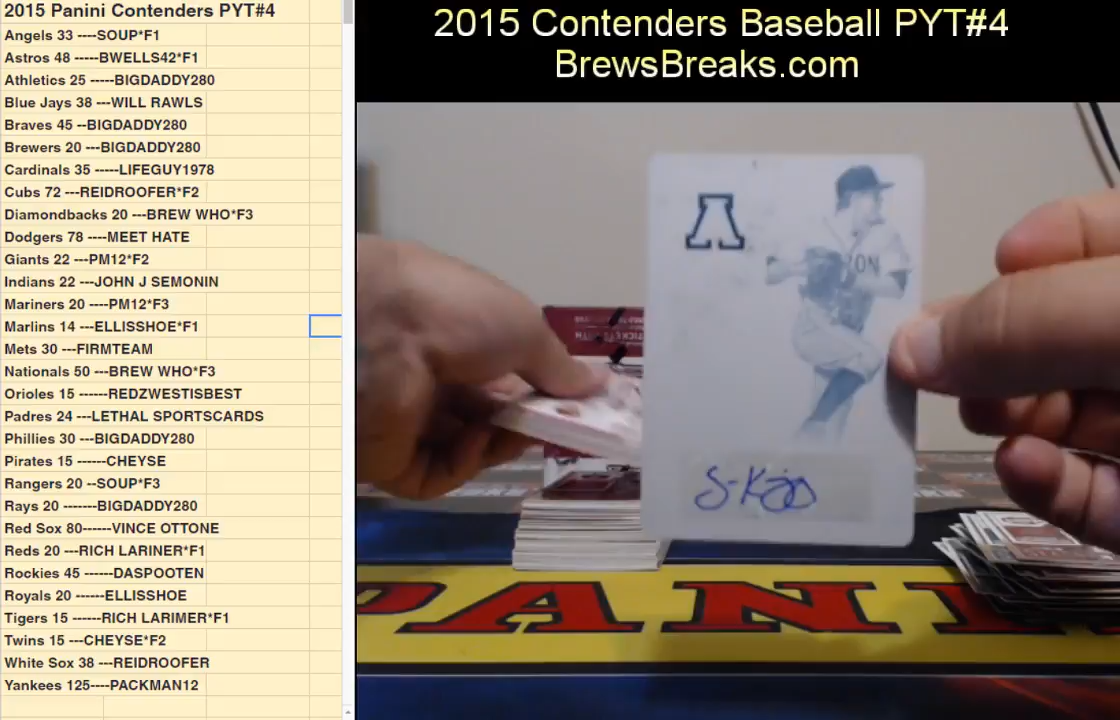 2015 Panini Contenders PYT#4
Angels 33 ----SOUP*F1
Astros 48 -----BWELLS42*F1
Athletics 25 -----BIGDADDY280
Blue Jays 38 ---WILL RAWLS
Braves 45 --BIGDADDY280
Brewers 20 ---BIGDADDY280
Cardinals 35 -----LIFEGUY1978
Cubs 72 ---REIDROOFER*F2
Diamondbacks 20 ---BREW WHO*F3
Dodgers 78 ----MEET HATE
Giants 22 ---PM12*F2
Indians 22 ---JOHN J SEMONIN
Mariners 20 ----PM12*F3
Marlins 14 ---ELLISSHOE*F1
Mets 30 ---FIRMTEAM
Nationals 50 ---BREW WHO*F3
Orioles 15 ------REDZWESTISBEST
Padres 24 ---LETHAL SPORTSCARDS
Phillies 30 ---BIGDADDY280
Pirates 15 ------CHEYSE
Rangers 20 --SOUP*F3
Rays 20 ---BIGDADDY280
Red Sox 80------VINCE OTTONE
Reds 20 ---RICH LARINER*F1
Rockies 45 ------DASPOOTEN
Royals 20 ------ELLISSHOE
Tigers 15 ------RICH LARIMER*F1
Twins 15 ---CHEYSE*F2
White Sox 38 ---REIDROOFER
Yankees 125----PACKMAN12
2015 Contenders Baseball PYT#4
BrewsBreaks.com
A
ZON
PANINI